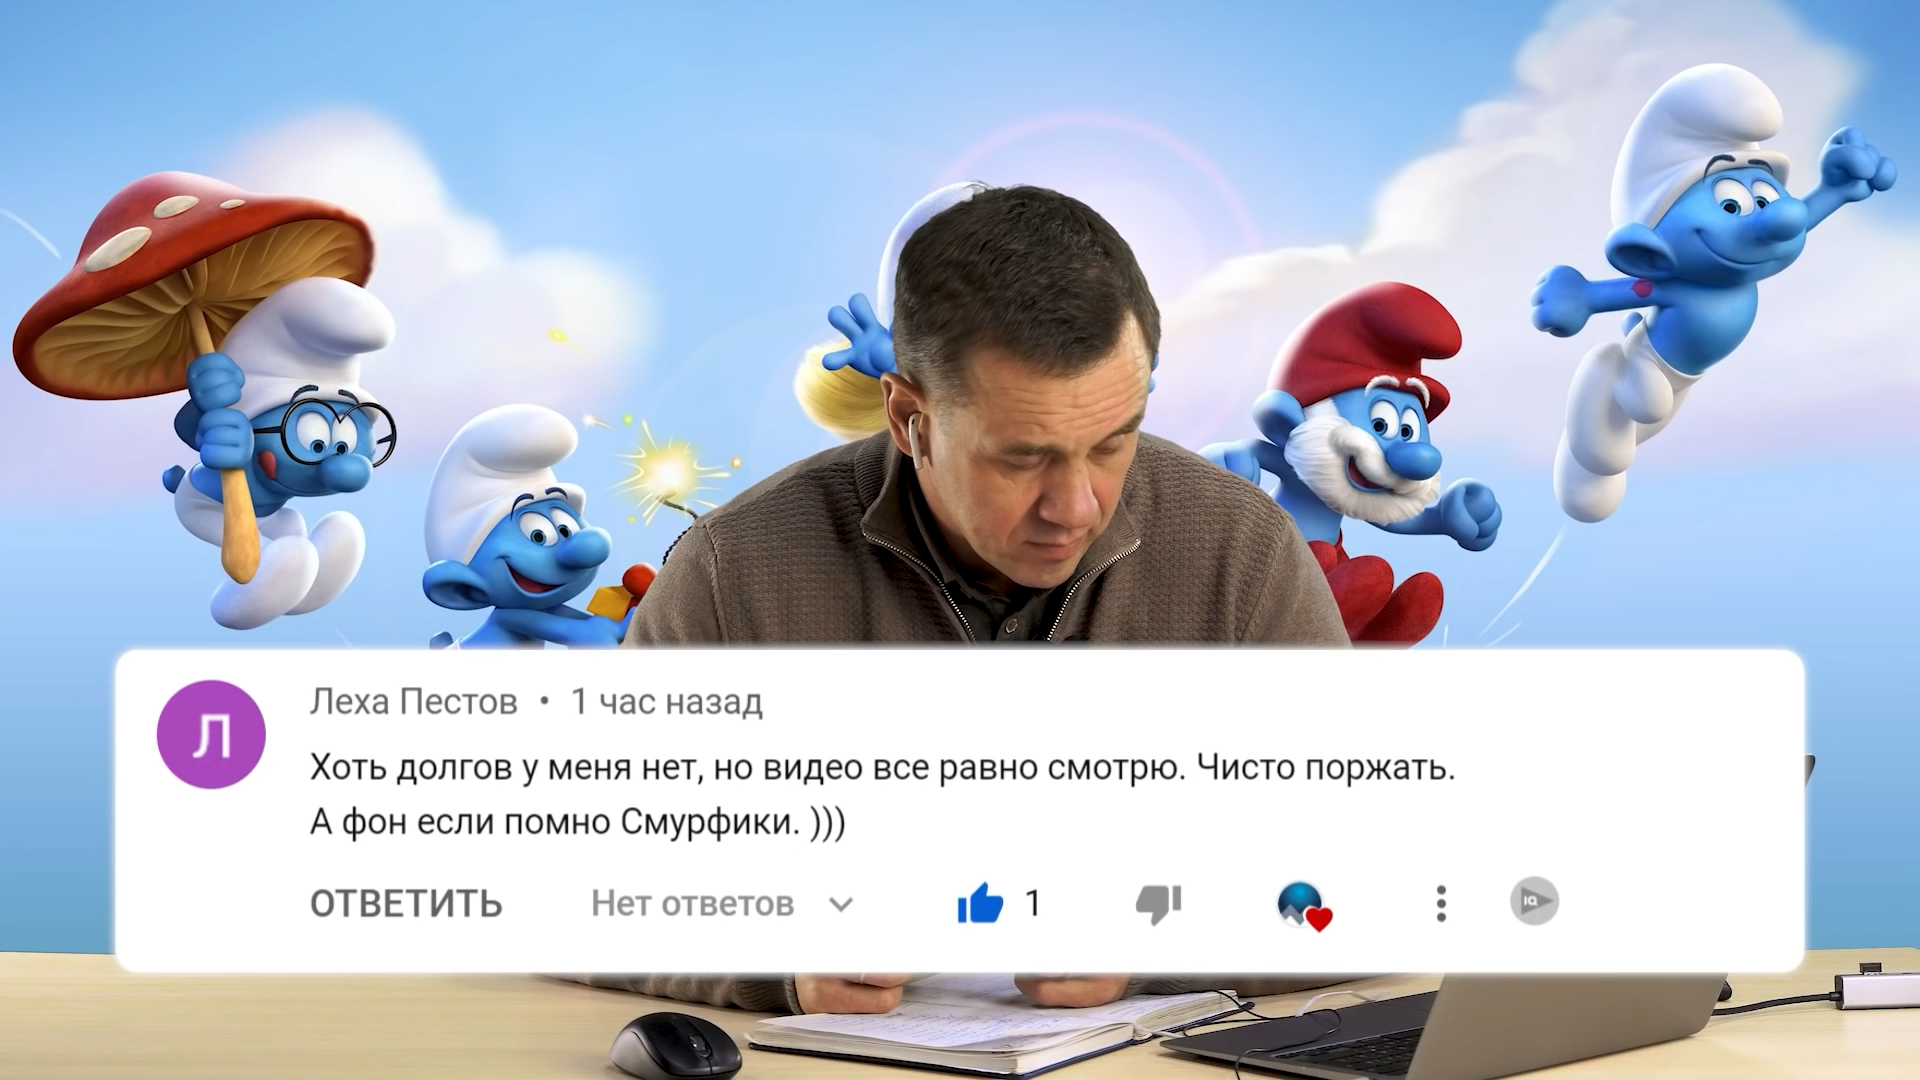 Л
Леха Пестов • 1 час назад
Хоть долгов у меня нет, но видео все равно смотрю. Чисто поржать.
А фон если помно Смурфики. )))
ОТВЕТИТЬ Нет ответов 1 IQ